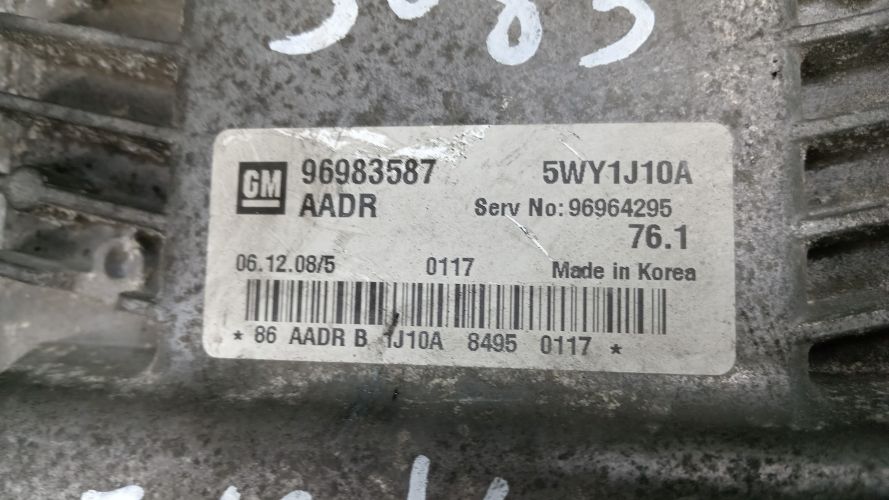 3085
GM 96983587 5WY1J10A
AADR Serv No: 96964295
76.1
06.12.08/5 0117 Made in Korea
* 86 AADR B 1J10A 8495 0117 *